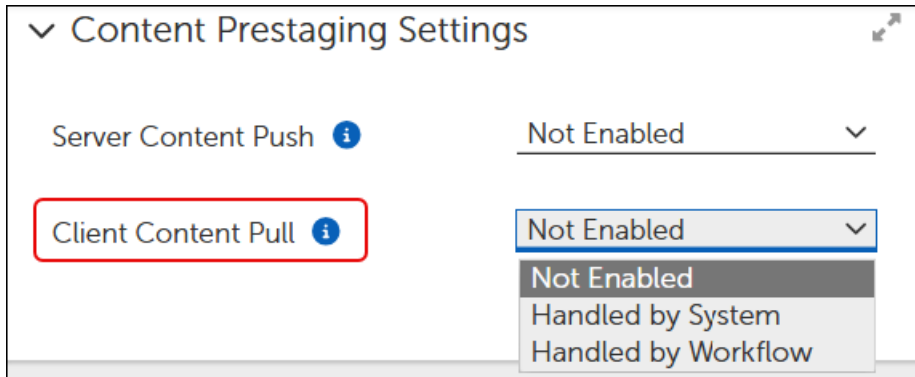 Content Prestaging Settings
Server Content Push i Not Enabled
Client Content Pull i Not Enabled
Not Enabled
Handled by System
Handled by Workflow